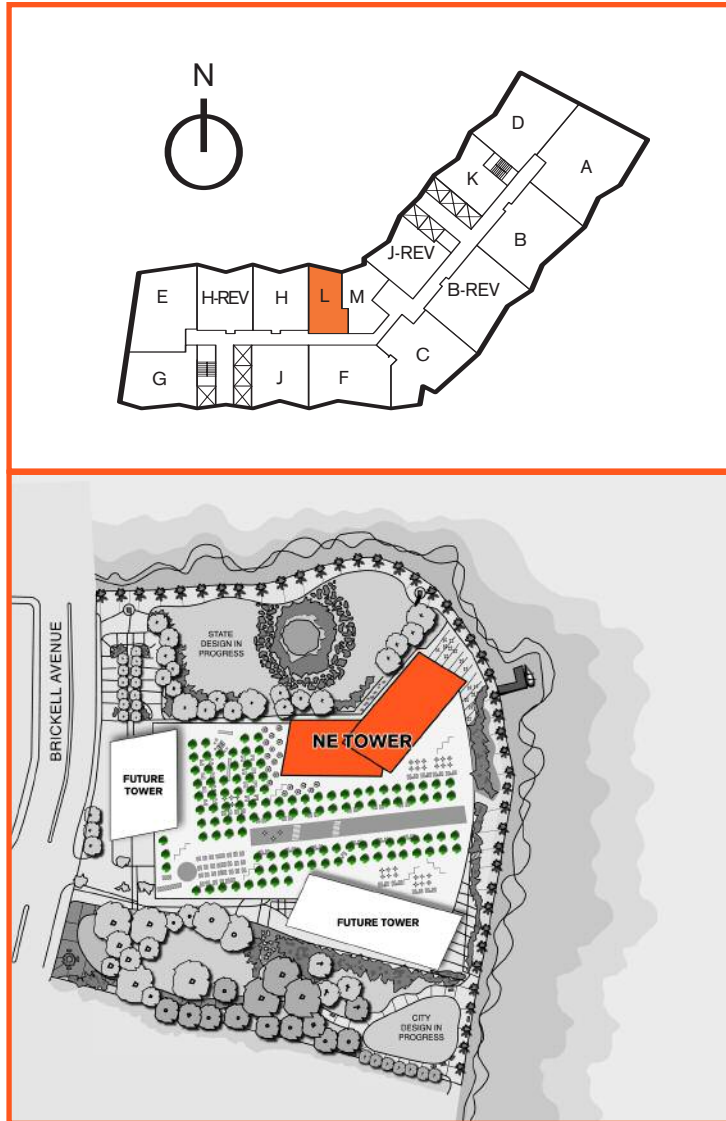 N
D
A
K
B
J-REV
B-REV
E
H-REV
H
L
M
C
G
J
F
BRICKELL AVENUE
STATE
DESIGN IN
PROGRESS
NE TOWER
FUTURE
TOWER
FUTURE TOWER
CITY
DESIGN IN
PROGRESS